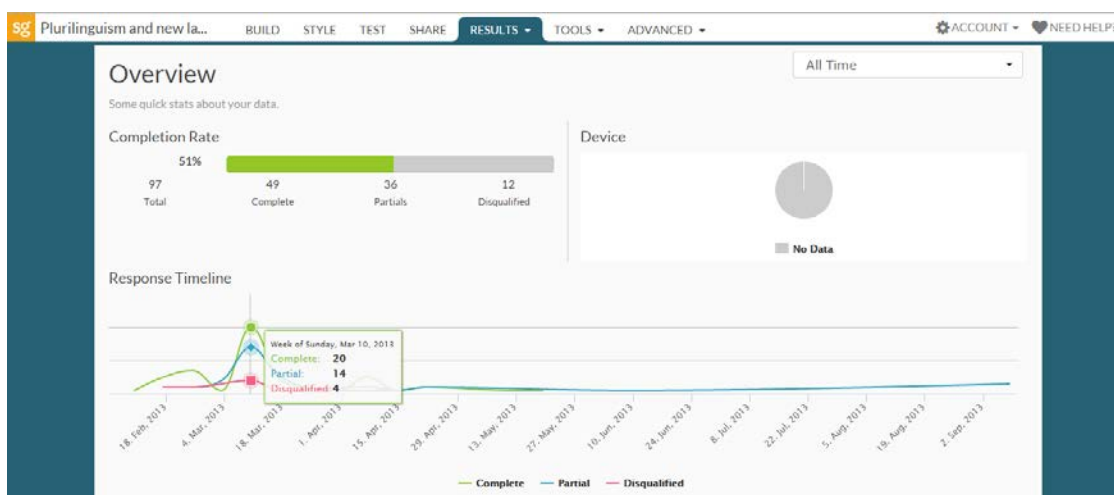 sg Plurilinguism and new la... BUILD STYLE TEST SHARE RESULTS TOOLS ADVANCED ACCOUNT NEED HELP?
Overview
All Time
Some quick stats about your data.
Completion Rate
Device
51%
97 49 36 12
Total Complete Partials Disqualified
No Data
Response Timeline
Week of Sunday, Mar 10, 2013
Complete: 20
Partial: 14
Disqualified: 4
18. Feb, 2013 4. Mar, 2013 18. Mar, 2013 1. Apr, 2013 15. Apr, 2013 29. Apr, 2013 13. May, 2013 27. May, 2013 10. Jun, 2013 24. Jun, 2013 8. Jul, 2013 22. Jul, 2013 5. Aug, 2013 19. Aug, 2013 2. Sep, 2013
Complete Partial Disqualified